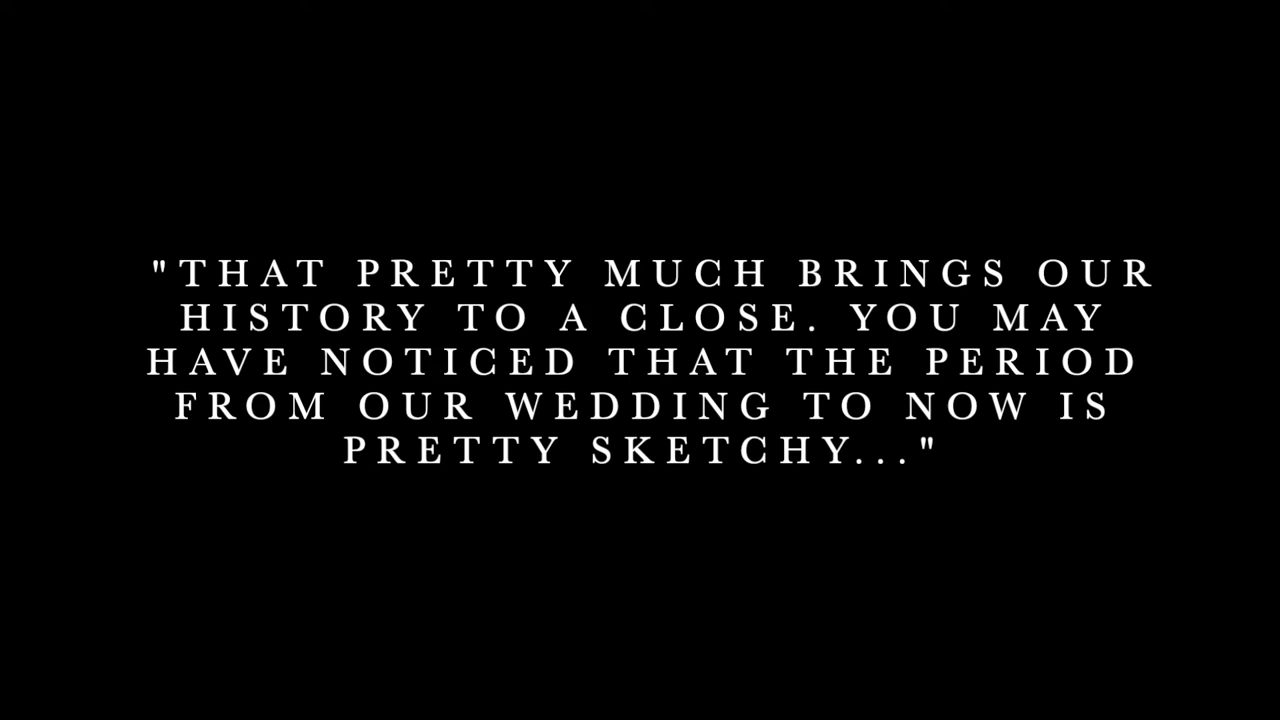 "THAT PRETTY MUCH BRINGS OUR
HISTORY TO A CLOSE. YOU MAY
HAVE NOTICED THAT THE PERIOD
FROM OUR WEDDING TO NOW IS
PRETTY SKETCHY..."